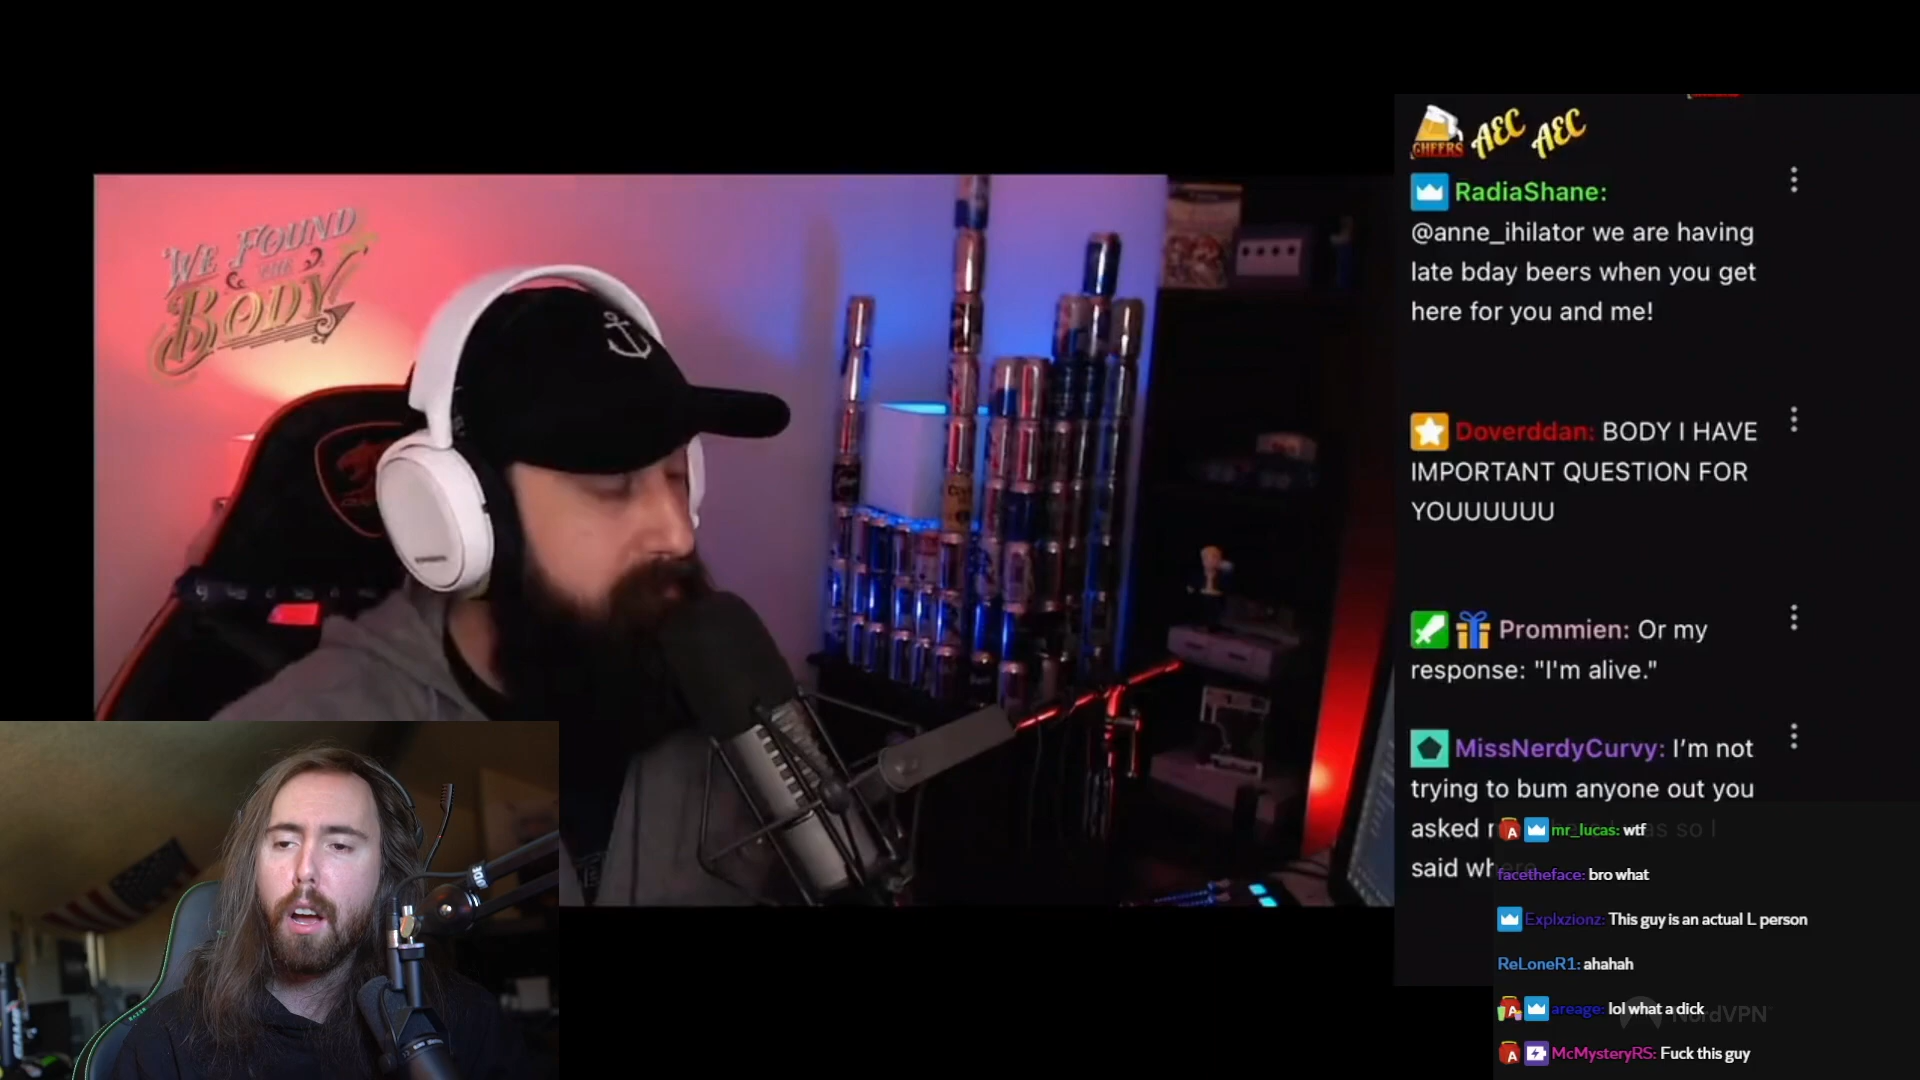 WE FOUND
THE
BODY
CHEERS AEC AEC
RadiaShane:
@anne_ihilator we are having
late bday beers when you get
here for you and me!
Doverddan: BODY I HAVE
IMPORTANT QUESTION FOR
YOUUUUUU
Prommien: Or my
response: "I'm alive."
MissNerdyCurvy: I’m not
trying to bum anyone out you
asked
said
mr_lucas: wtf
facetheface: bro what
Explxzionz: This guy is an actual L person
ReLoneR1: ahahah
areage: lol what a dick
NordVPN
McMysteryRS: Fuck this guy